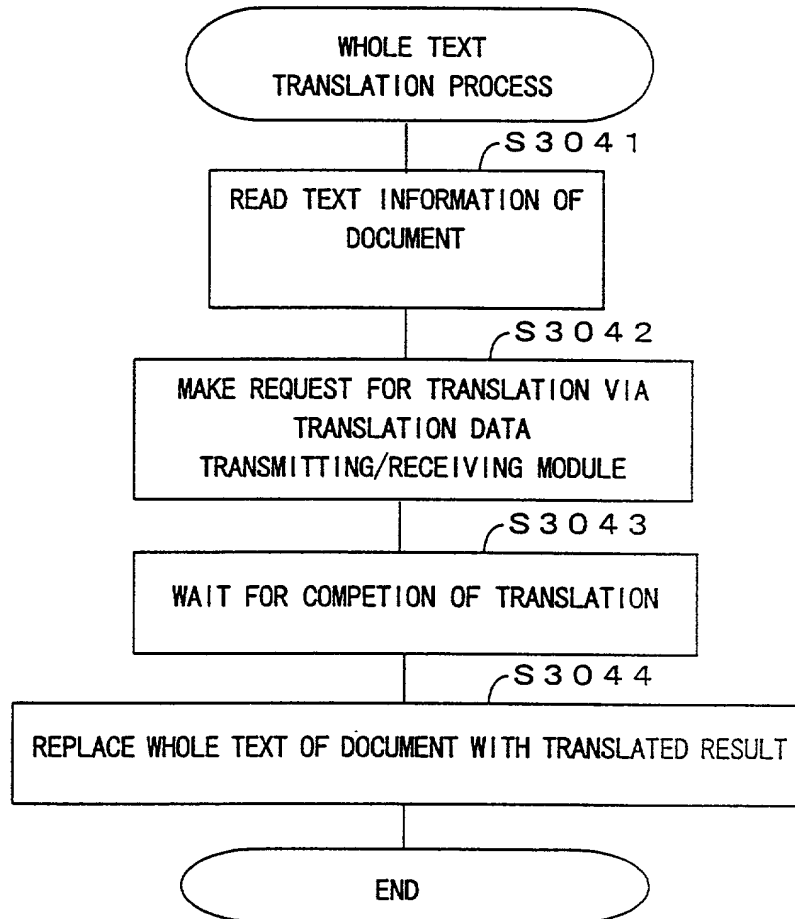 WHOLE TEXT
TRANSLATION PROCESS
S3041
READ TEXT INFORMATION OF
DOCUMENT
S3042
MAKE REQUEST FOR TRANSLATION VIA
TRANSLATION DATA
TRANSMITTING/RECEIVING MODULE
S3043
WAIT FOR COMPETION OF TRANSLATION
S3044
REPLACE WHOLE TEXT OF DOCUMENT WITH TRANSLATED RESULT
END